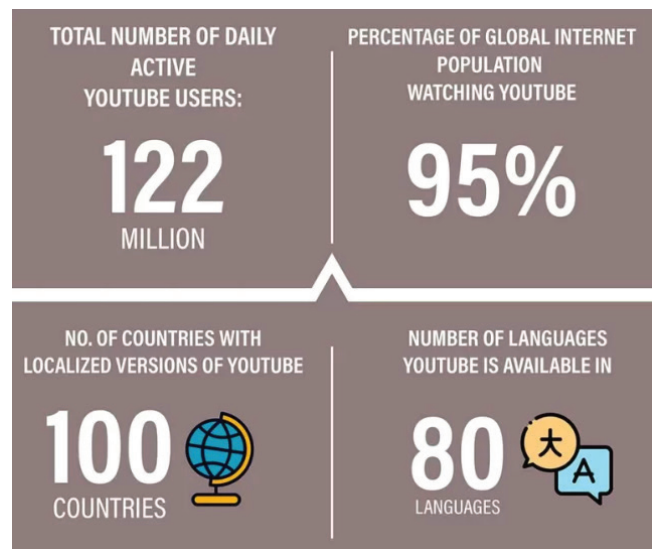 TOTAL NUMBER OF DAILY
ACTIVE
YOUTUBE USERS:
122
MILLION
PERCENTAGE OF GLOBAL INTERNET
POPULATION
WATCHING YOUTUBE
95%
NO. OF COUNTRIES WITH
LOCALIZED VERSIONS OF YOUTUBE
100
COUNTRIES
NUMBER OF LANGUAGES
YOUTUBE IS AVAILABLE IN
80
LANGUAGES
大
A